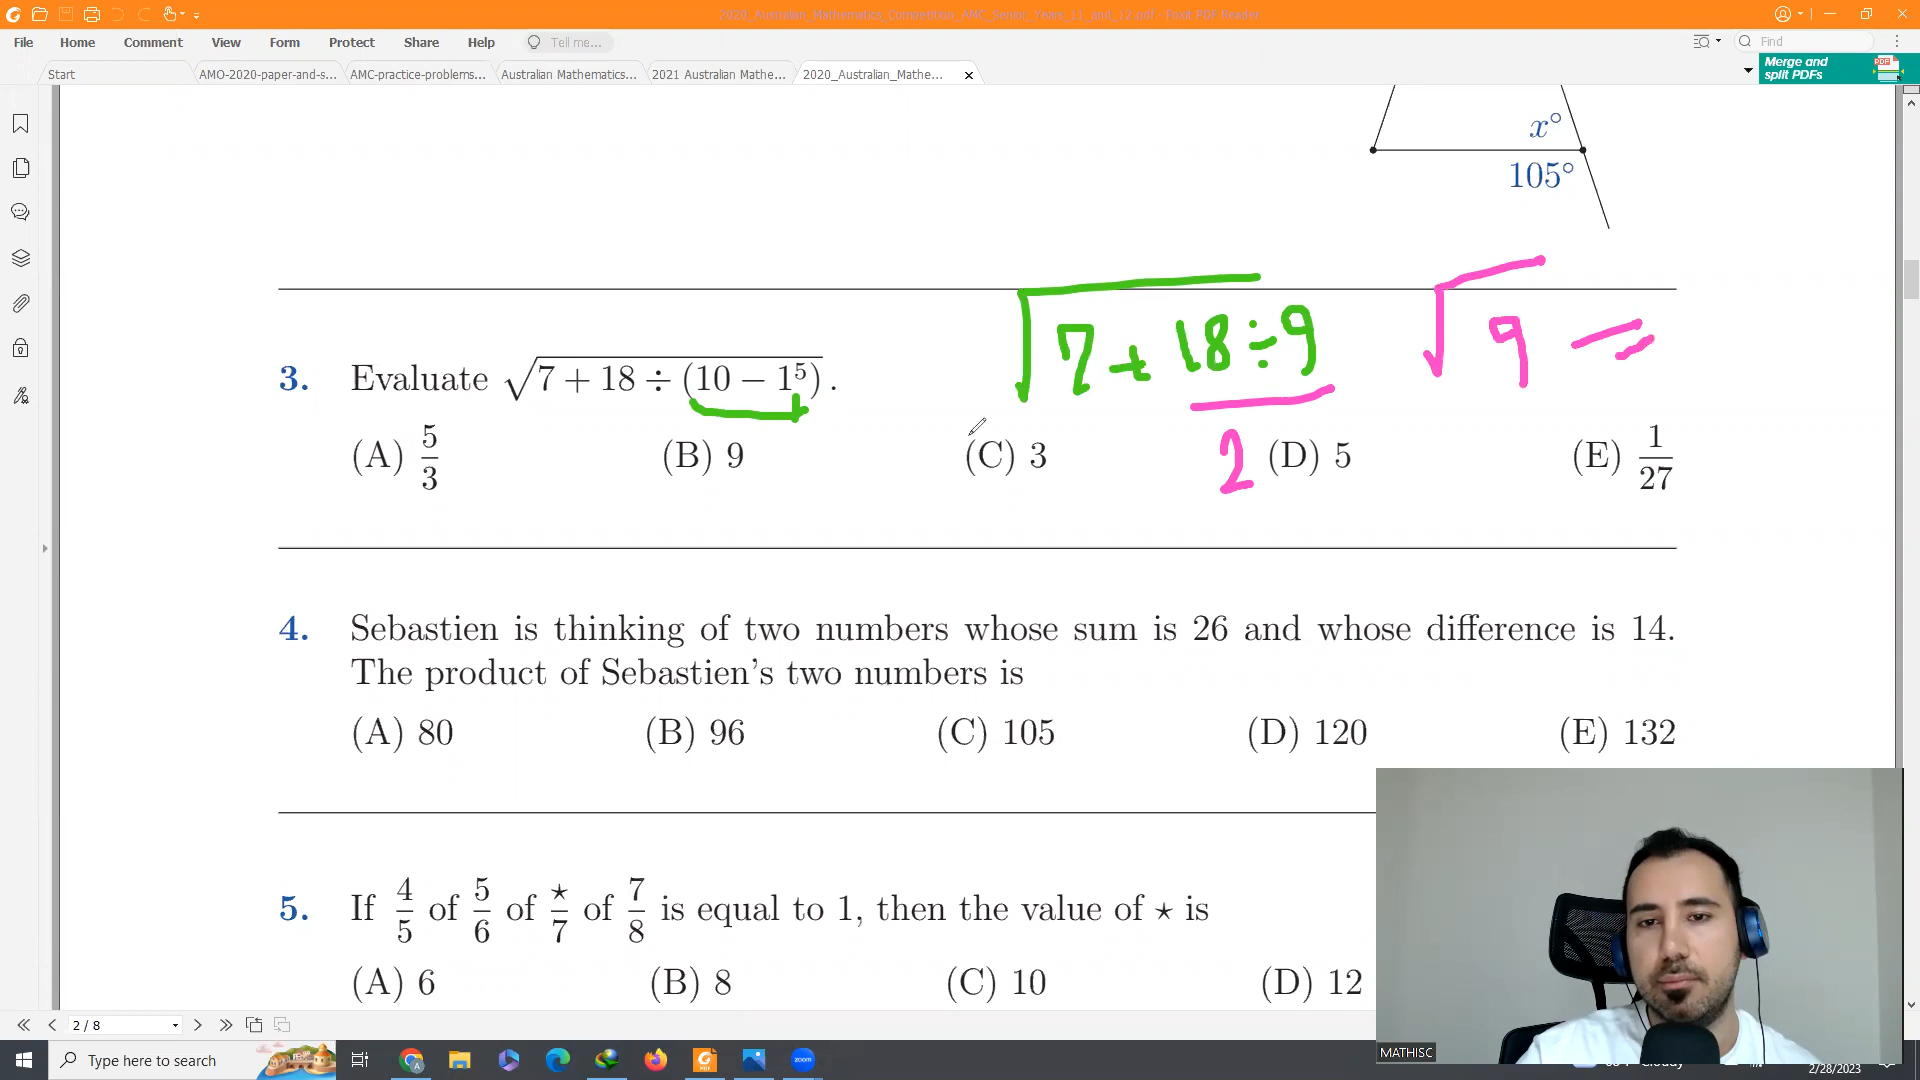 2020_Australian_Mathematics_Competition_AMC_Senior_Years_11_and_12.pdf - Foxit PDF Reader
File Home Comment View Form Protect Share Help Tell me... Find
Start AMO-2020-paper-and-s... AMC-practice-problems... Australian Mathematics... 2021 Australian Mathe... 2020_Australian_Mathe... Merge and split PDFs
x°
105°
√7 + 18 ÷ 9 √9 =
3. Evaluate √7 + 18 ÷ (10 − 1⁵).
2
(A) 5/3 (B) 9 (C) 3 (D) 5 (E) 1/27
4. Sebastien is thinking of two numbers whose sum is 26 and whose difference is 14.
The product of Sebastien's two numbers is
(A) 80 (B) 96 (C) 105 (D) 120 (E) 132
5. If 4/5 of 5/6 of ⋆/7 of 7/8 is equal to 1, then the value of ⋆ is
(A) 6 (B) 8 (C) 10 (D) 12
2 / 8
MATHISC
Type here to search zoom
2/28/2023